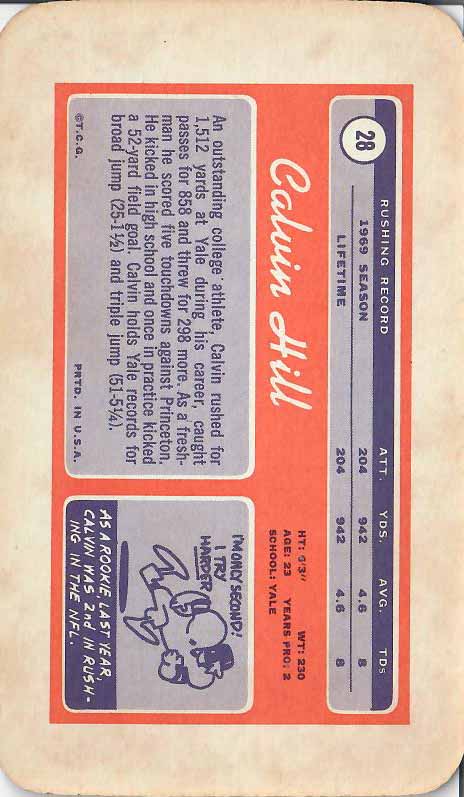 28
RUSHING RECORD ATT. YDS. AVG. TDs
1969 SEASON 204 942 4.6 8
LIFETIME 204 942 4.6 8
Calvin Hill
HT: 6'3" WT: 230
AGE: 23 YEARS PRO: 2
SCHOOL: YALE
An outstanding college athlete, Calvin rushed for
1,512 yards at Yale during his career, caught
passes for 858 and threw for 298 more. As a fresh-
man he scored five touchdowns against Princeton.
He kicked in high school and once in practice kicked
a 52-yard field goal. Calvin holds Yale records for
broad jump (25-1½) and triple jump (51-5¼).
©T.C.G. PRTD. IN U.S.A.
I'M ONLY SECOND!
I TRY
HARDER!
AS A ROOKIE LAST YEAR,
CALVIN WAS 2nd IN RUSH-
ING IN THE NFL.